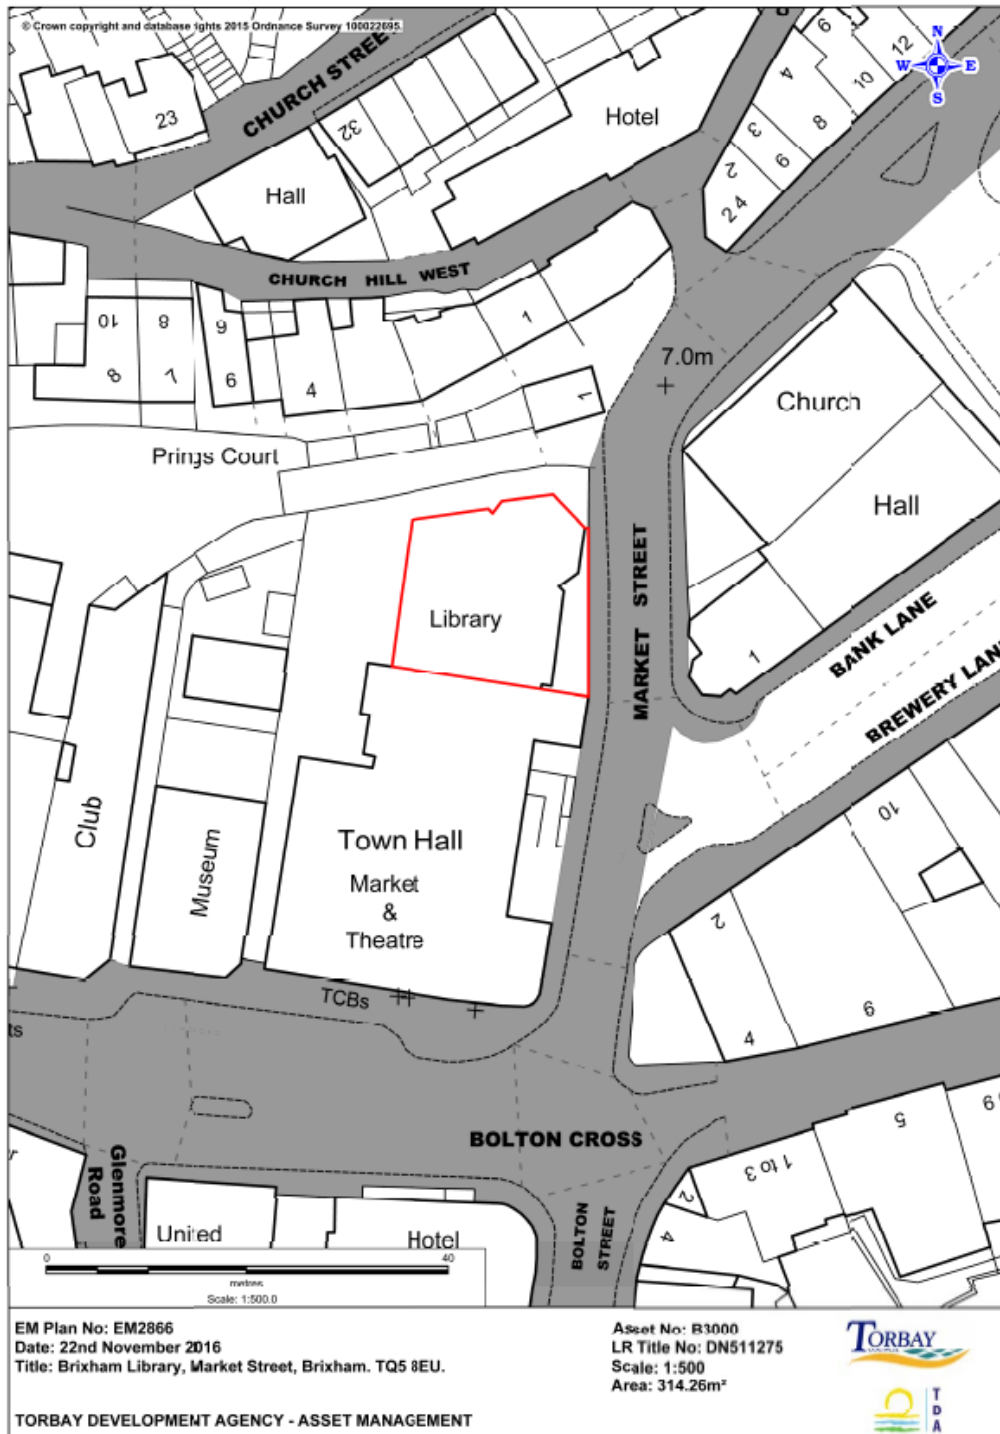 © Crown copyright and database rights 2015 Ordnance Survey 100022695.
N
W E
S
CHURCH STREET
23
32
Hall
Hotel
6
12
4
10
3
8
2
6
2 4
CHURCH HILL WEST
10
8
6
8
7
6
4
1
1
7.0m
Church
Hall
Prings Court
Library
MARKET STREET
1
BANK LANE
BREWERY LAN
Club
Museum
Town Hall
Market
&
Theatre
10
2
4
6
TCBs
ts
BOLTON CROSS
5
9
1 to 3
2
4
Glenmore
Road
United
Hotel
BOLTON
STREET
0 40
metres
Scale: 1:500.0
EM Plan No: EM2866
Date: 22nd November 2016
Title: Brixham Library, Market Street, Brixham. TQ5 8EU.
TORBAY DEVELOPMENT AGENCY - ASSET MANAGEMENT
Asset No: B3000
LR Title No: DN511275
Scale: 1:500
Area: 314.26m²
TORBAY
COUNCIL
TDA